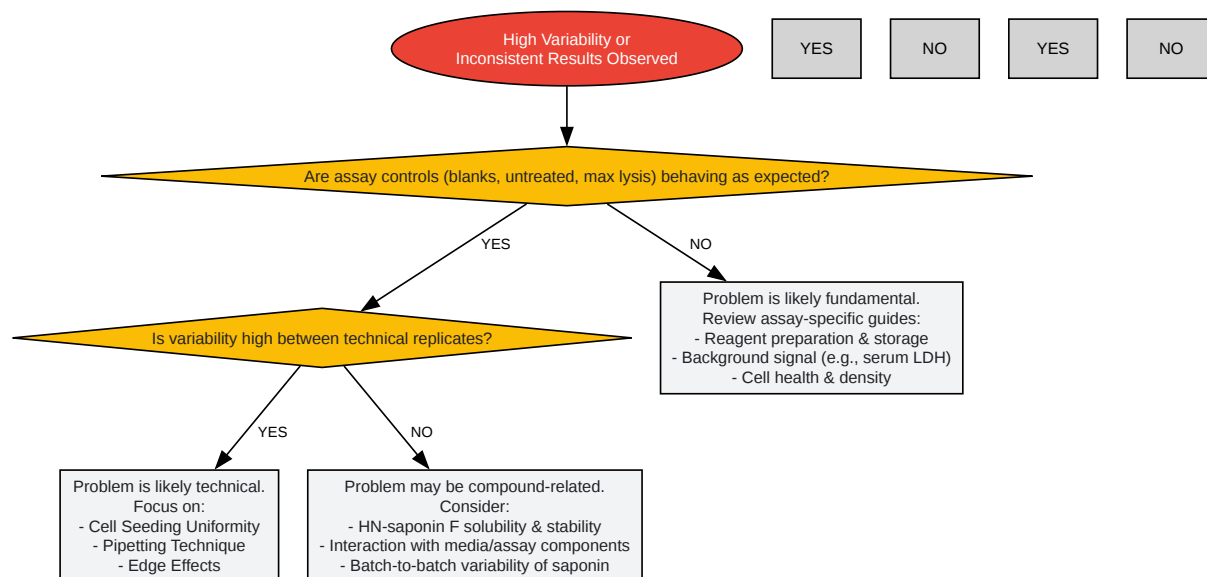 High Variability or
Inconsistent Results Observed
YES
NO
YES
NO
Are assay controls (blanks, untreated, max lysis) behaving as expected?
YES
NO
Problem is likely fundamental.
Review assay-specific guides:
- Reagent preparation & storage
- Background signal (e.g., serum LDH)
- Cell health & density
Is variability high between technical replicates?
YES
NO
Problem is likely technical.
Focus on:
- Cell Seeding Uniformity
- Pipetting Technique
- Edge Effects
Problem may be compound-related.
Consider:
- HN-saponin F solubility & stability
- Interaction with media/assay components
- Batch-to-batch variability of saponin